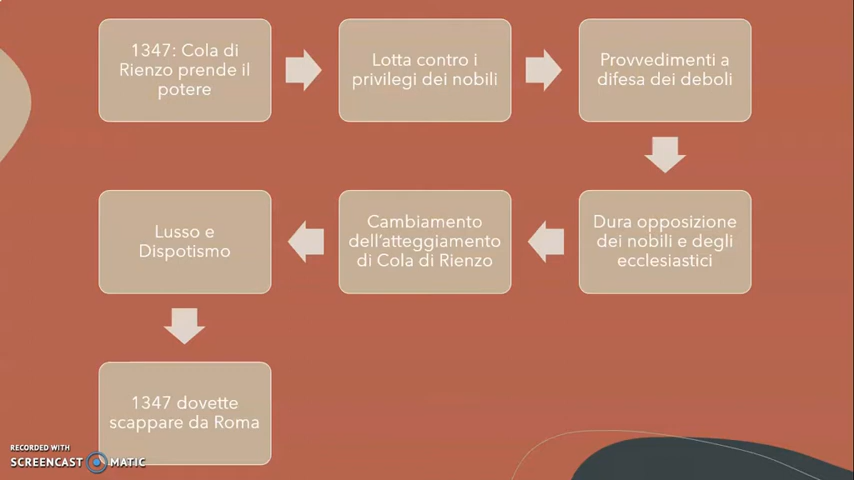 1347: Cola di
Rienzo prende il
potere
Lotta contro i
privilegi dei nobili
Provvedimenti a
difesa dei deboli
Dura opposizione
dei nobili e degli
ecclesiastici
Cambiamento
dell'atteggiamento
di Cola di Rienzo
Lusso e
Dispotismo
1347 dovette
scappare da Roma
RECORDED WITH
SCREENCAST MATIC